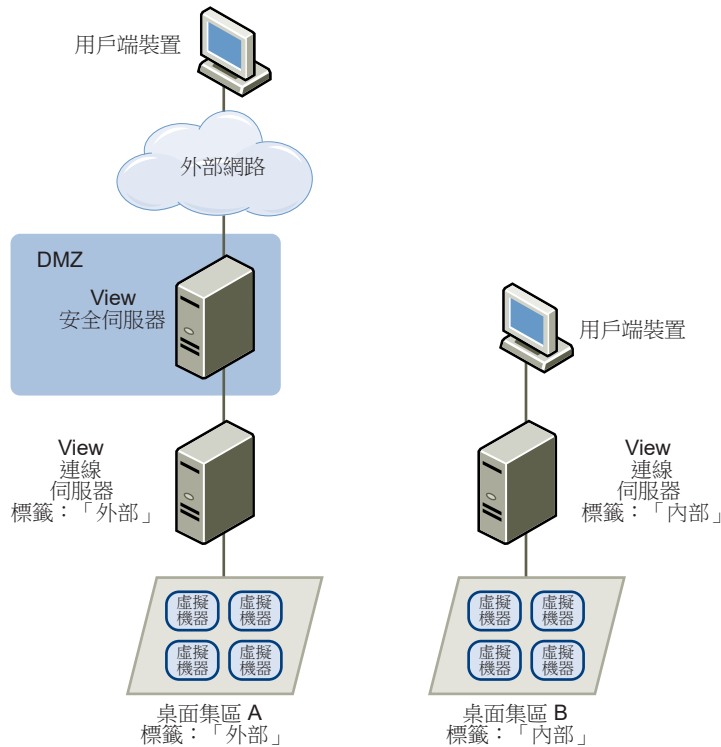 用戶端裝置
外部網路
DMZ
View
安全伺服器
用戶端裝置
View
連線
伺服器
標籤：「外部」
View
連線
伺服器
標籤：「內部」
虛擬
機器
虛擬
機器
虛擬
機器
虛擬
機器
虛擬
機器
虛擬
機器
虛擬
機器
虛擬
機器
桌面集區 A
標籤：「外部」
桌面集區 B
標籤：「內部」